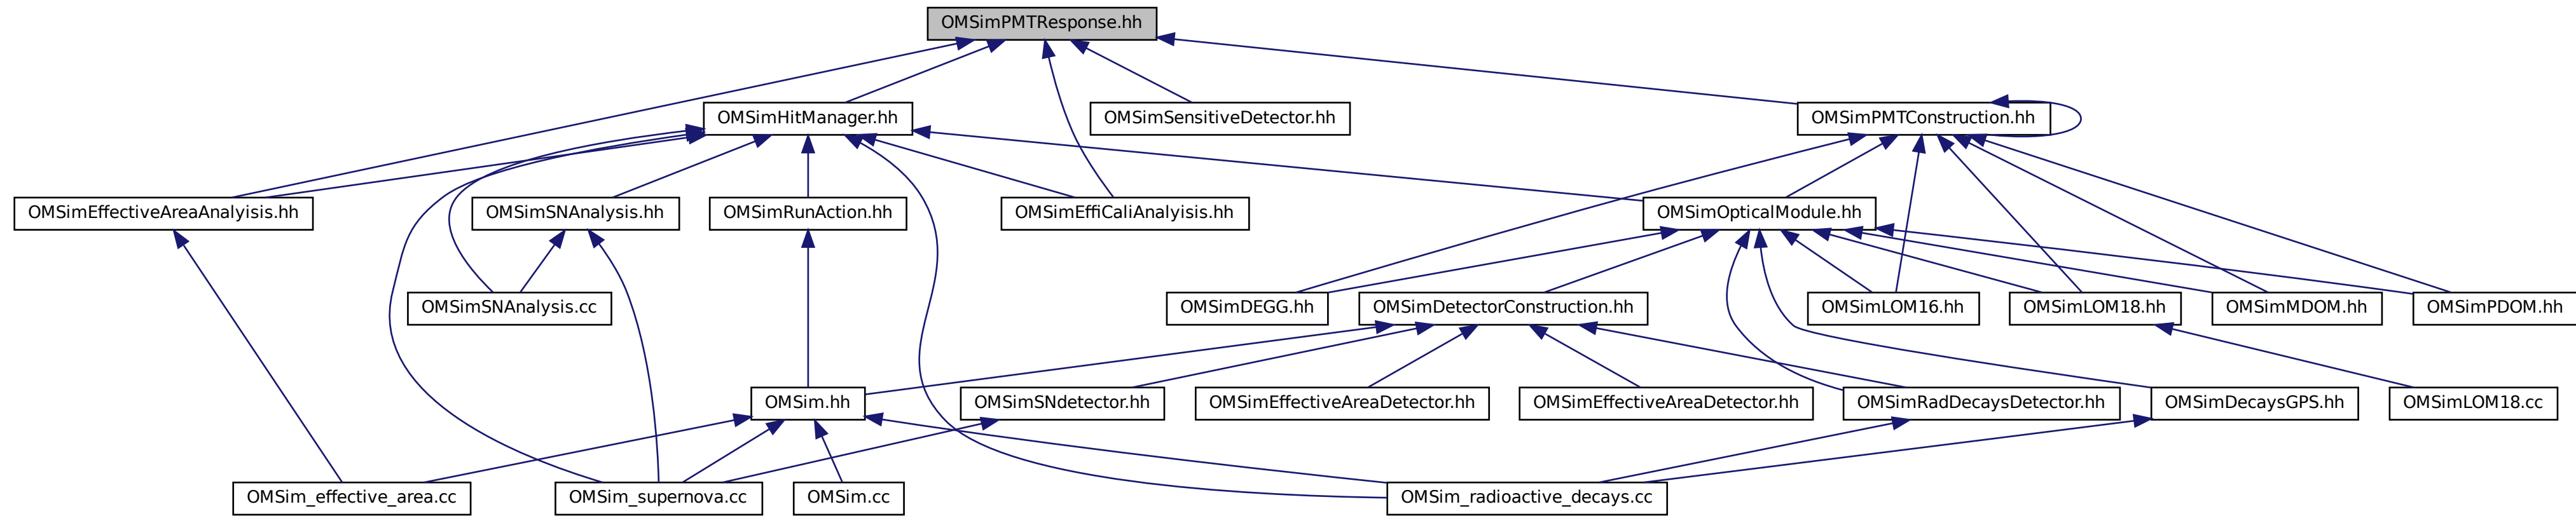 OMSimPMTResponse.hh
OMSimHitManager.hh
OMSimSensitiveDetector.hh
OMSimPMTConstruction.hh
OMSimEffectiveAreaAnalyisis.hh
OMSimSNAnalysis.hh
OMSimRunAction.hh
OMSimEffiCaliAnalyisis.hh
OMSimOpticalModule.hh
OMSimSNAnalysis.cc
OMSimDEGG.hh
OMSimDetectorConstruction.hh
OMSimLOM16.hh
OMSimLOM18.hh
OMSimMDOM.hh
OMSimPDOM.hh
OMSim.hh
OMSimSNdetector.hh
OMSimEffectiveAreaDetector.hh
OMSimEffectiveAreaDetector.hh
OMSimRadDecaysDetector.hh
OMSimDecaysGPS.hh
OMSimLOM18.cc
OMSim_effective_area.cc
OMSim_supernova.cc
OMSim.cc
OMSim_radioactive_decays.cc